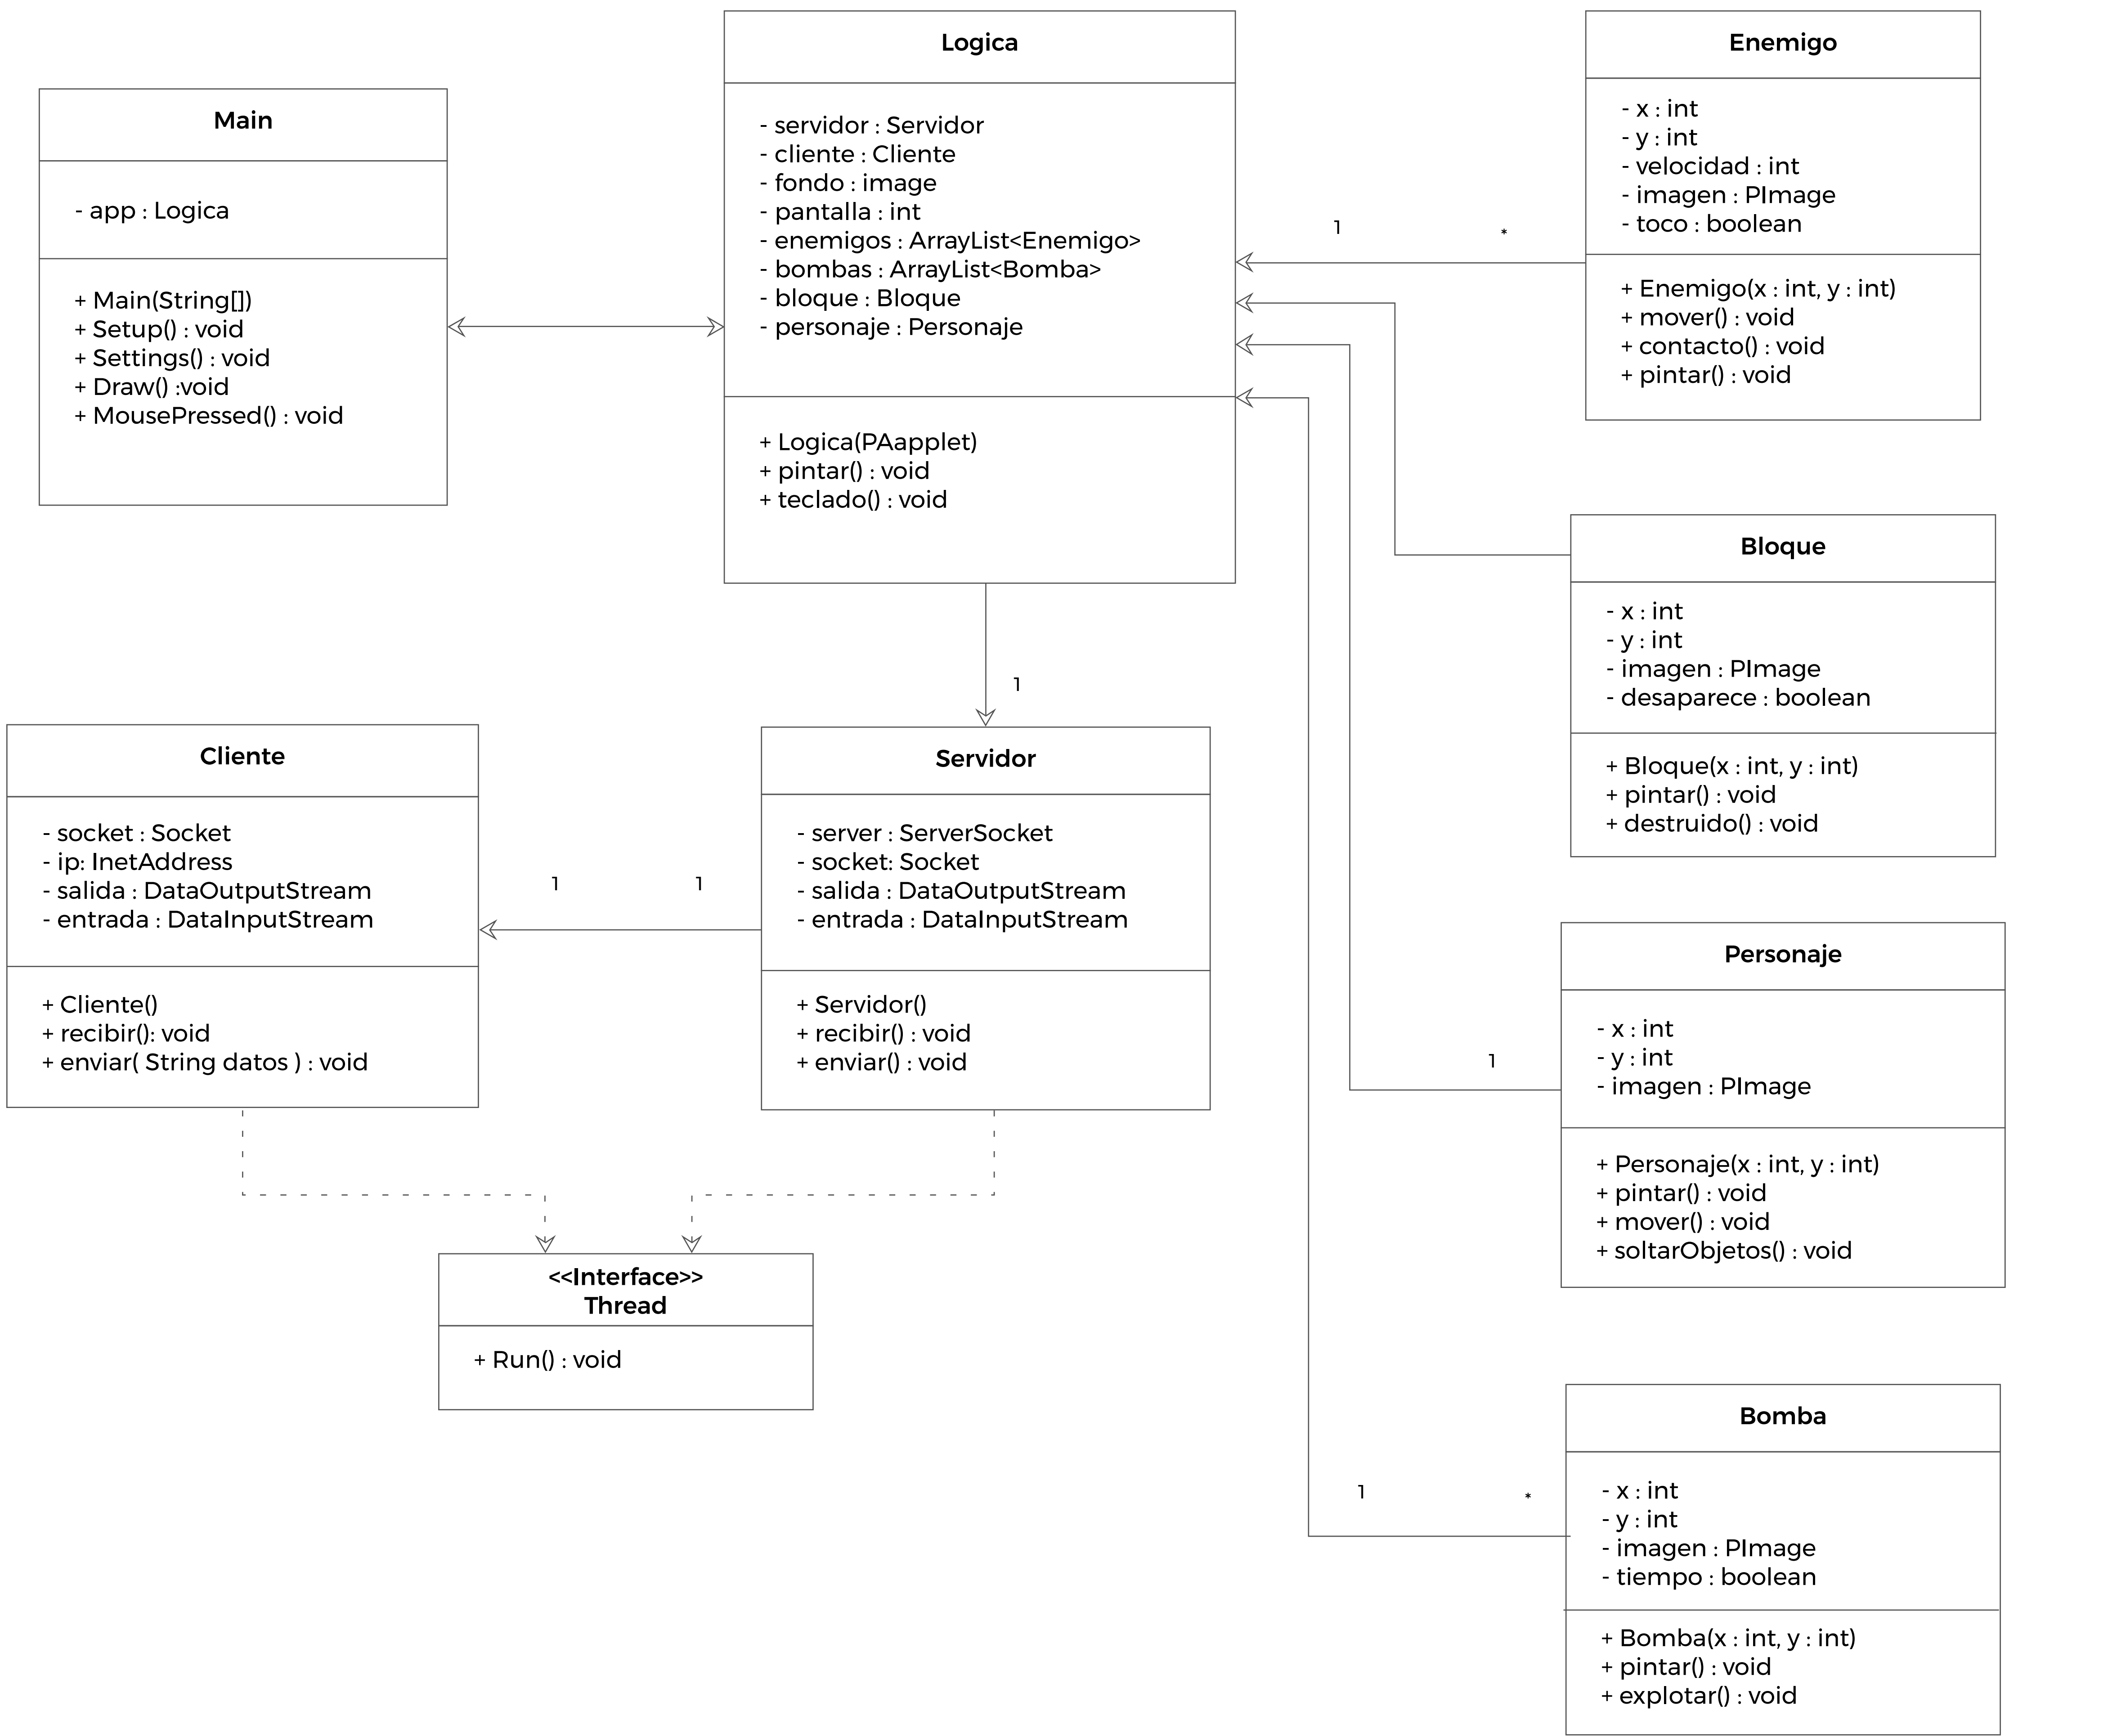 Main
- app : Logica
+ Main(String[])
+ Setup() : void
+ Settings() : void
+ Draw() :void
+ MousePressed() : void
Logica
- servidor : Servidor
- cliente : Cliente
- fondo : image
- pantalla : int
- enemigos : ArrayList<Enemigo>
- bombas : ArrayList<Bomba>
- bloque : Bloque
- personaje : Personaje
+ Logica(PAapplet)
+ pintar() : void
+ teclado() : void
1
*
Enemigo
- x : int
- y : int
- velocidad : int
- imagen : PImage
- toco : boolean
+ Enemigo(x : int, y : int)
+ mover() : void
+ contacto() : void
+ pintar() : void
Bloque
- x : int
- y : int
- imagen : PImage
- desaparece : boolean
+ Bloque(x : int, y : int)
+ pintar() : void
+ destruido() : void
1
Cliente
- socket : Socket
- ip: InetAddress
- salida : DataOutputStream
- entrada : DataInputStream
+ Cliente()
+ recibir(): void
+ enviar( String datos ) : void
1
1
Servidor
- server : ServerSocket
- socket: Socket
- salida : DataOutputStream
- entrada : DataInputStream
+ Servidor()
+ recibir() : void
+ enviar() : void
1
Personaje
- x : int
- y : int
- imagen : PImage
+ Personaje(x : int, y : int)
+ pintar() : void
+ mover() : void
+ soltarObjetos() : void
<<Interface>>
Thread
+ Run() : void
1
*
Bomba
- x : int
- y : int
- imagen : PImage
- tiempo : boolean
+ Bomba(x : int, y : int)
+ pintar() : void
+ explotar() : void